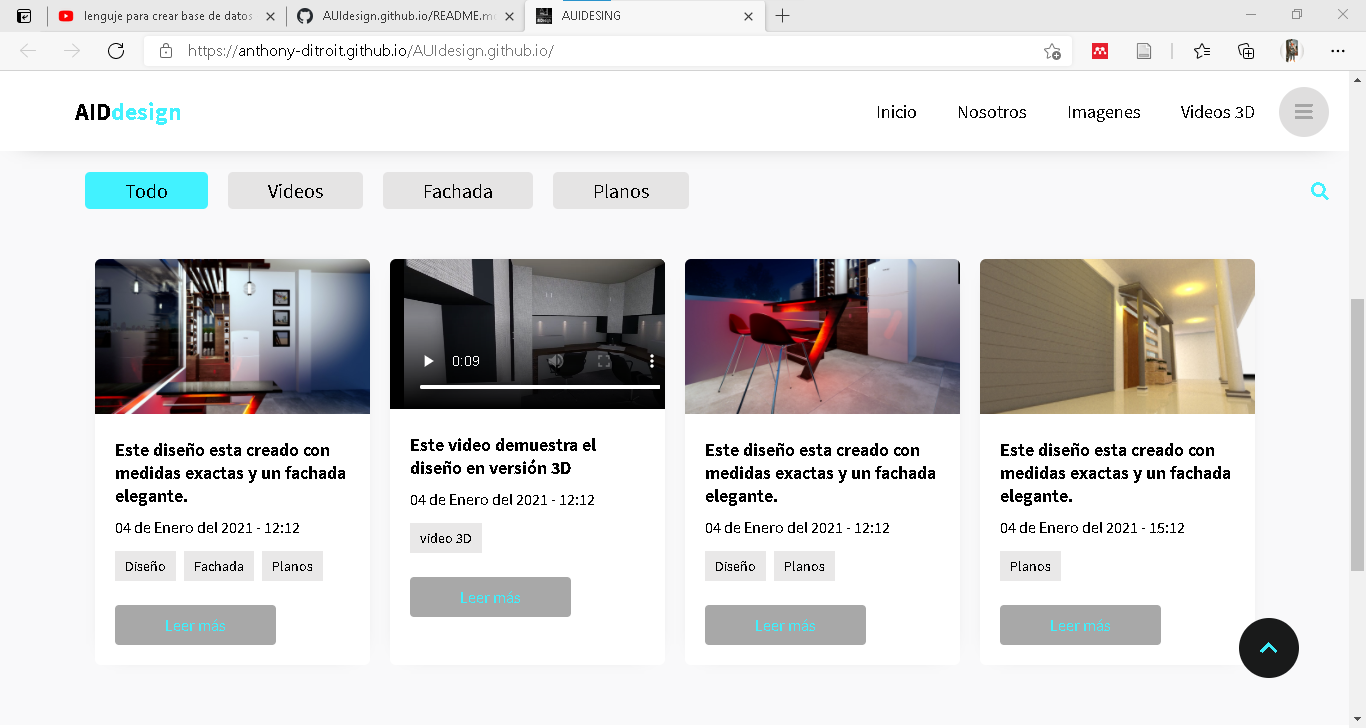 lenguje para crear base de datos
AUIdesign.github.io/README.m
AUIDESING
https://anthony-ditroit.github.io/AUIdesign.github.io/
AIDdesign
Inicio
Nosotros
Imagenes
Videos 3D
Todo
Videos
Fachada
Planos
Este diseño esta creado con
medidas exactas y un fachada
elegante.
04 de Enero del 2021 - 12:12
Diseño
Fachada
Planos
Leer más
0:09
Este video demuestra el
diseño en versión 3D
04 de Enero del 2021 - 12:12
video 3D
Leer más
Este diseño esta creado con
medidas exactas y un fachada
elegante.
04 de Enero del 2021 - 12:12
Diseño
Planos
Leer más
Este diseño esta creado con
medidas exactas y un fachada
elegante.
04 de Enero del 2021 - 15:12
Planos
Leer más